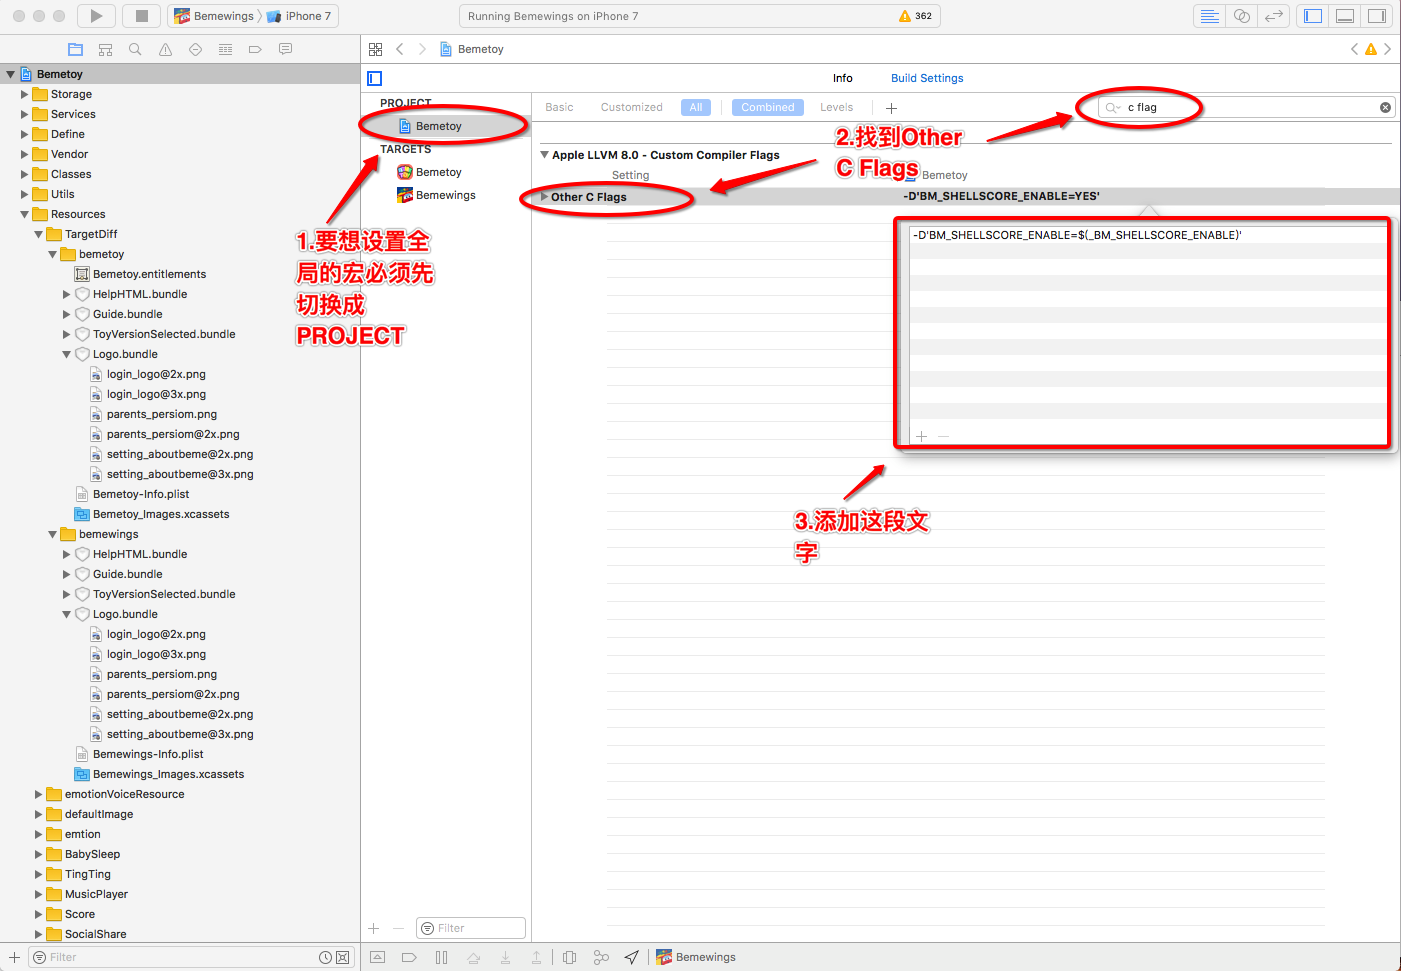 Bemewings
iPhone 7
Running Bemewings on iPhone 7
362
Bemetoy
Bemetoy
Storage
Services
Define
Vendor
Classes
Utils
Resources
TargetDiff
bemetoy
Bemetoy.entitlements
HelpHTML.bundle
Guide.bundle
ToyVersionSelected.bundle
Logo.bundle
login_logo@2x.png
login_logo@3x.png
parents_persiom.png
parents_persiom@2x.png
setting_aboutbeme@2x.png
setting_aboutbeme@3x.png
Bemetoy-Info.plist
Bemetoy_Images.xcassets
bemewings
HelpHTML.bundle
Guide.bundle
ToyVersionSelected.bundle
Logo.bundle
login_logo@2x.png
login_logo@3x.png
parents_persiom.png
parents_persiom@2x.png
setting_aboutbeme@2x.png
setting_aboutbeme@3x.png
Bemewings-Info.plist
Bemewings_Images.xcassets
emotionVoiceResource
defaultImage
emtion
BabySleep
TingTing
MusicPlayer
Score
SocialShare
Filter
Info
Build Settings
PROJECT
Bemetoy
TARGETS
Bemetoy
Bemewings
1.要想设置全
局的宏必须先
切换成
PROJECT
Filter
Basic
Customized
All
Combined
Levels
c flag
2.找到Other
C Flags
Apple LLVM 8.0 - Custom Compiler Flags
Setting
Bemetoy
Other C Flags
-D'BM_SHELLSCORE_ENABLE=YES'
-D'BM_SHELLSCORE_ENABLE=${_BM_SHELLSCORE_ENABLE}'
3.添加这段文
字
Bemewings